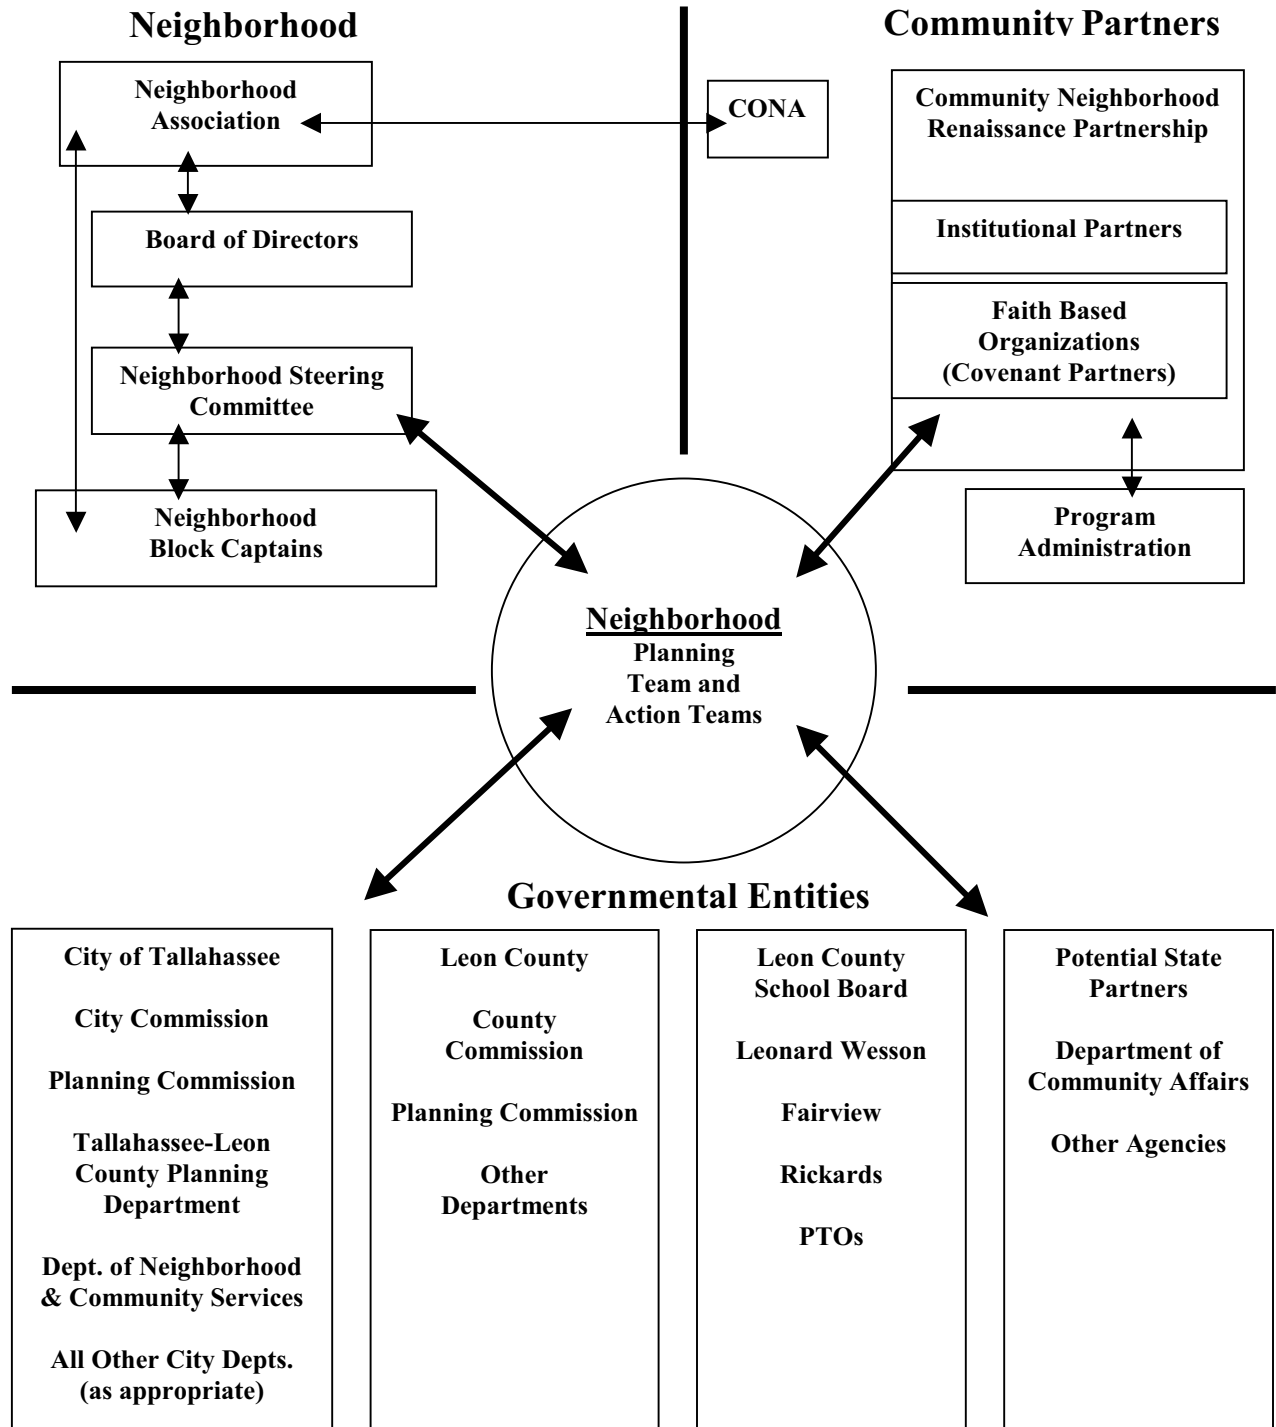 Neighborhood
Neighborhood
Association
Board of Directors
Neighborhood Steering
Committee
Neighborhood
Block Captains
Community Partners
CONA
Community Neighborhood
Renaissance Partnership
Institutional Partners
Faith Based
Organizations
(Covenant Partners)
Program
Administration
Neighborhood
Planning
Team and
Action Teams
Governmental Entities
City of Tallahassee
City Commission
Planning Commission
Tallahassee-Leon
County Planning
Department
Dept. of Neighborhood
& Community Services
All Other City Depts.
(as appropriate)
Leon County
County
Commission
Planning Commission
Other
Departments
Leon County
School Board
Leonard Wesson
Fairview
Rickards
PTOs
Potential State
Partners
Department of
Community Affairs
Other Agencies